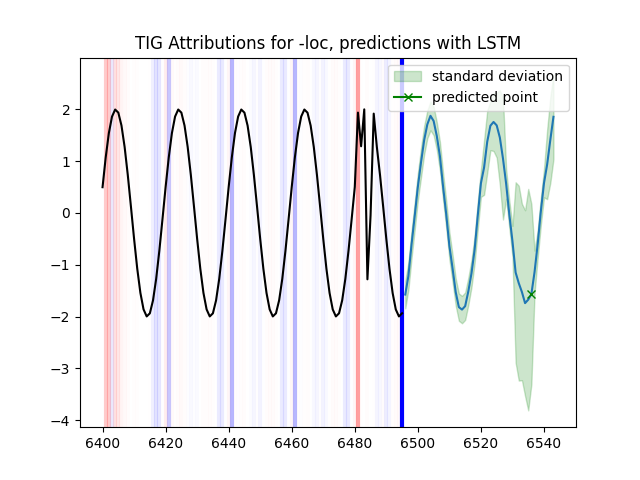 TIG Attributions for -loc, predictions with LSTM
standard deviation
predicted point
2
1
0
−1
−2
−3
−4
6400 6420 6440 6460 6480 6500 6520 6540